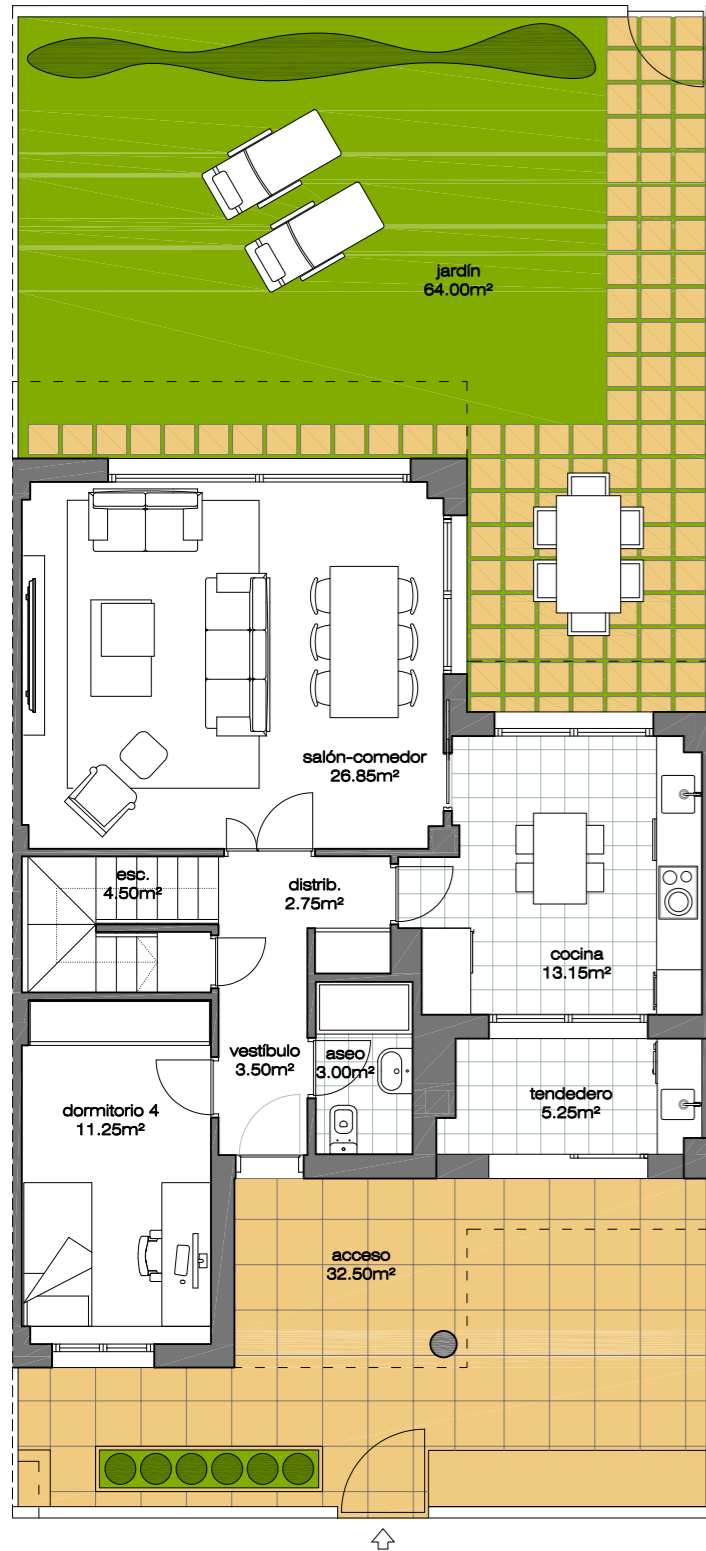 jardín
64.00m²
salón-comedor
26.85m²
esc.
4.50m²
distrib.
2.75m²
cocina
13.15m²
vestíbulo
3.50m²
aseo
3.00m²
dormitorio 4
11.25m²
tendedero
5.25m²
acceso
32.50m²